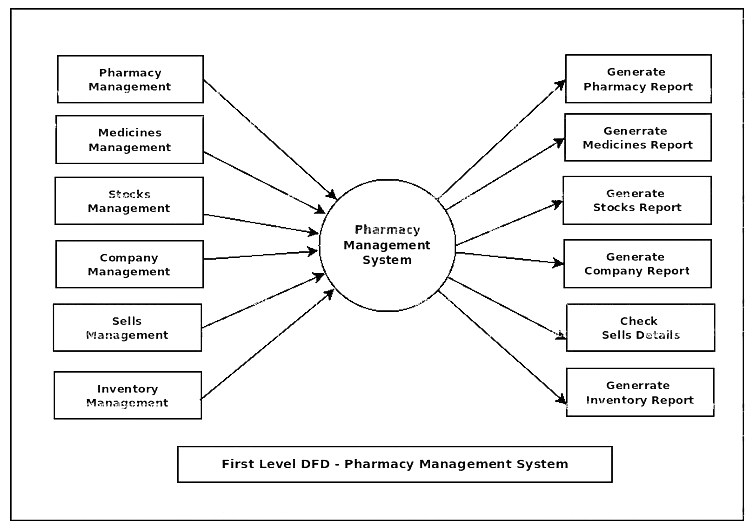 Pharmacy
Management
Medicines
Management
Stocks
Management
Company
Management
Sells
Management
Inventory
Management
Pharmacy
Management
System
Generate
Pharmacy Report
Generrate
Medicines Report
Generate
Stocks Report
Generate
Company Report
Check
Sells Details
Generrate
Inventory Report
First Level DFD - Pharmacy Management System